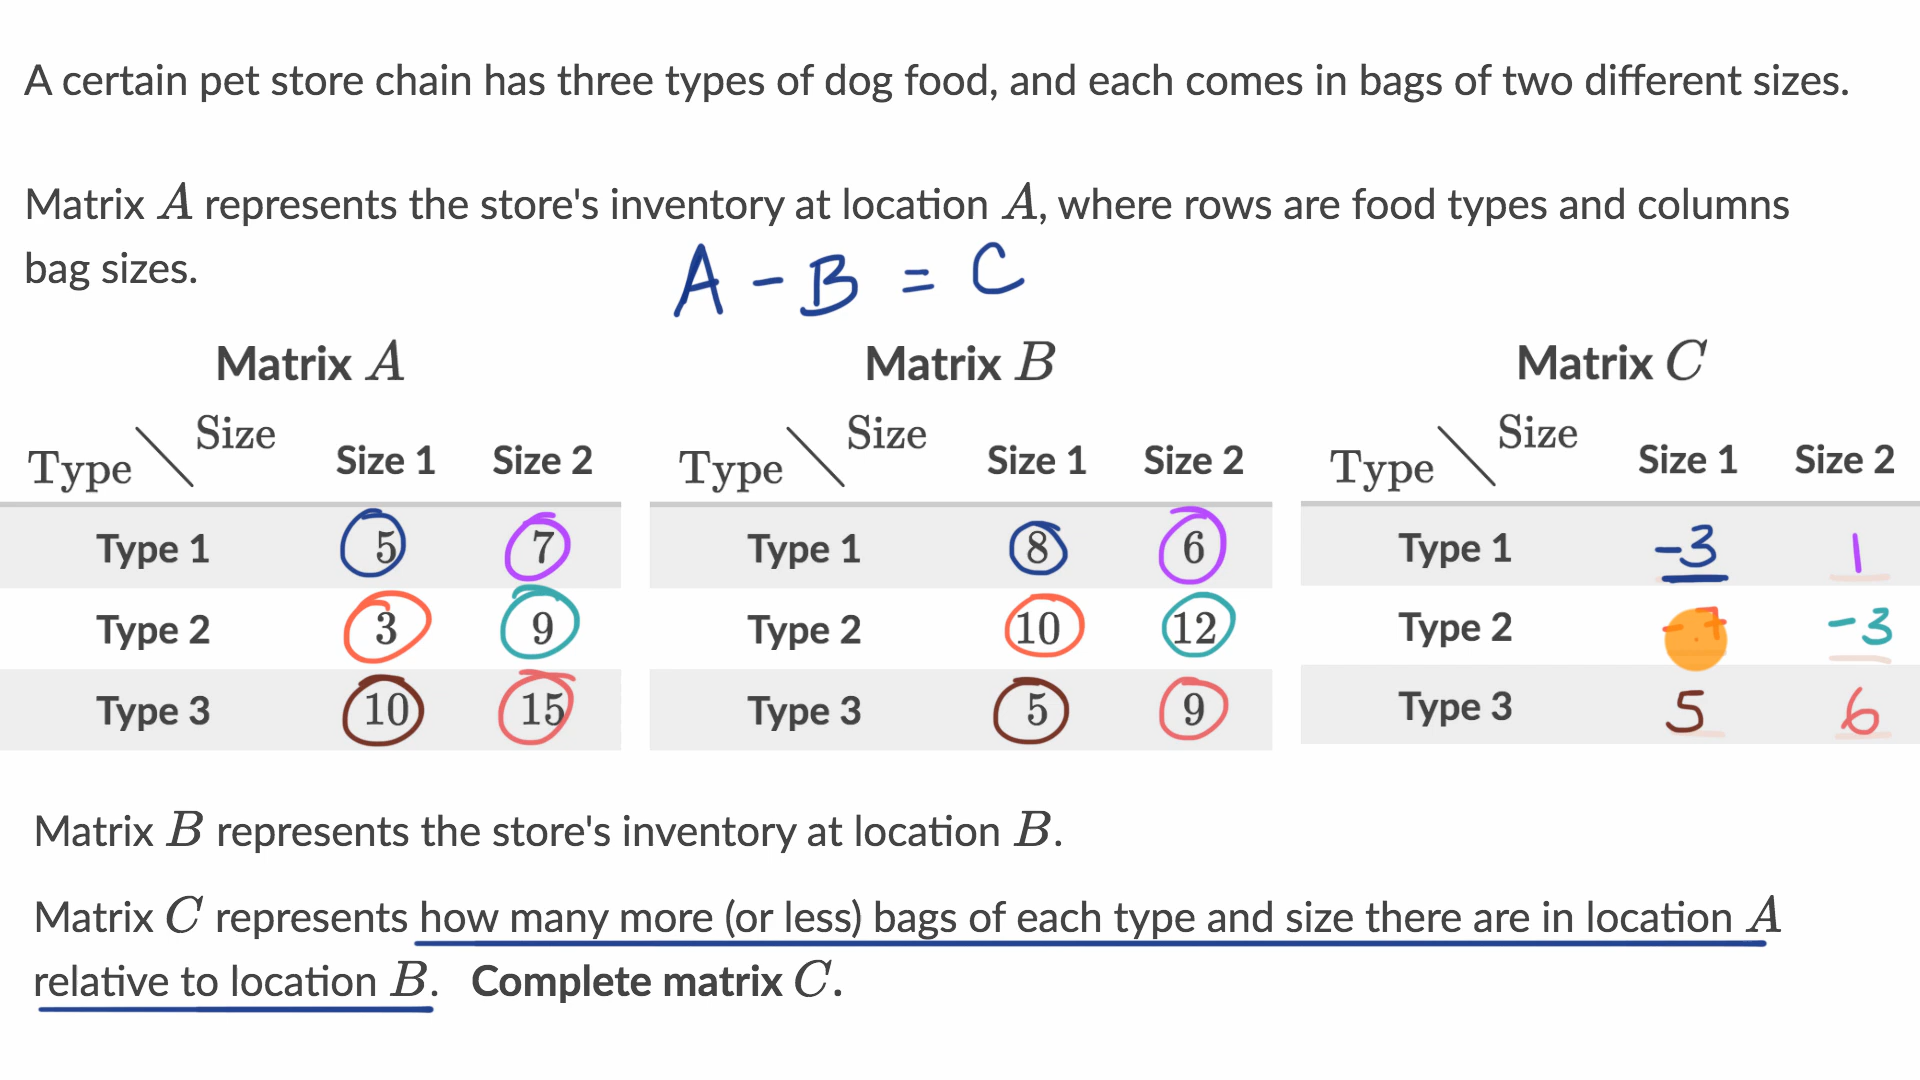 A certain pet store chain has three types of dog food, and each comes in bags of two different sizes.
Matrix A represents the store's inventory at location A, where rows are food types and columns
bag sizes.
A - B = C
Matrix A Matrix B Matrix C
Type \ Size Size 1 Size 2 Type \ Size Size 1 Size 2 Type \ Size Size 1 Size 2
Type 1 5 7 Type 1 8 6 Type 1 -3 1
Type 2 3 9 Type 2 10 12 Type 2 -7 -3
Type 3 10 15 Type 3 5 9 Type 3 5 6
Matrix B represents the store's inventory at location B.
Matrix C represents how many more (or less) bags of each type and size there are in location A
relative to location B. Complete matrix C.